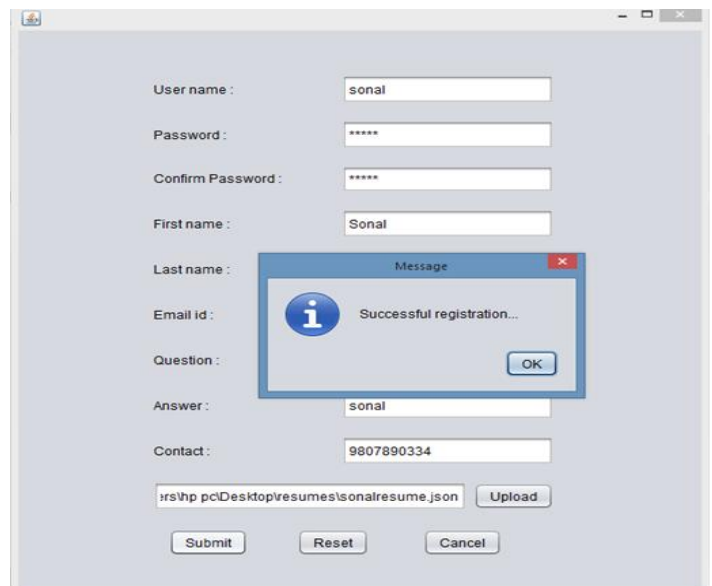 User name : sonal
Password : *****
Confirm Password : *****
First name : Sonal
Last name :
Message
Email id :
Successful registration...
Question :
OK
Answer : sonal
Contact : 9807890334
ers\hp pc\Desktop\resumes\sonalresume.json Upload
Submit Reset Cancel